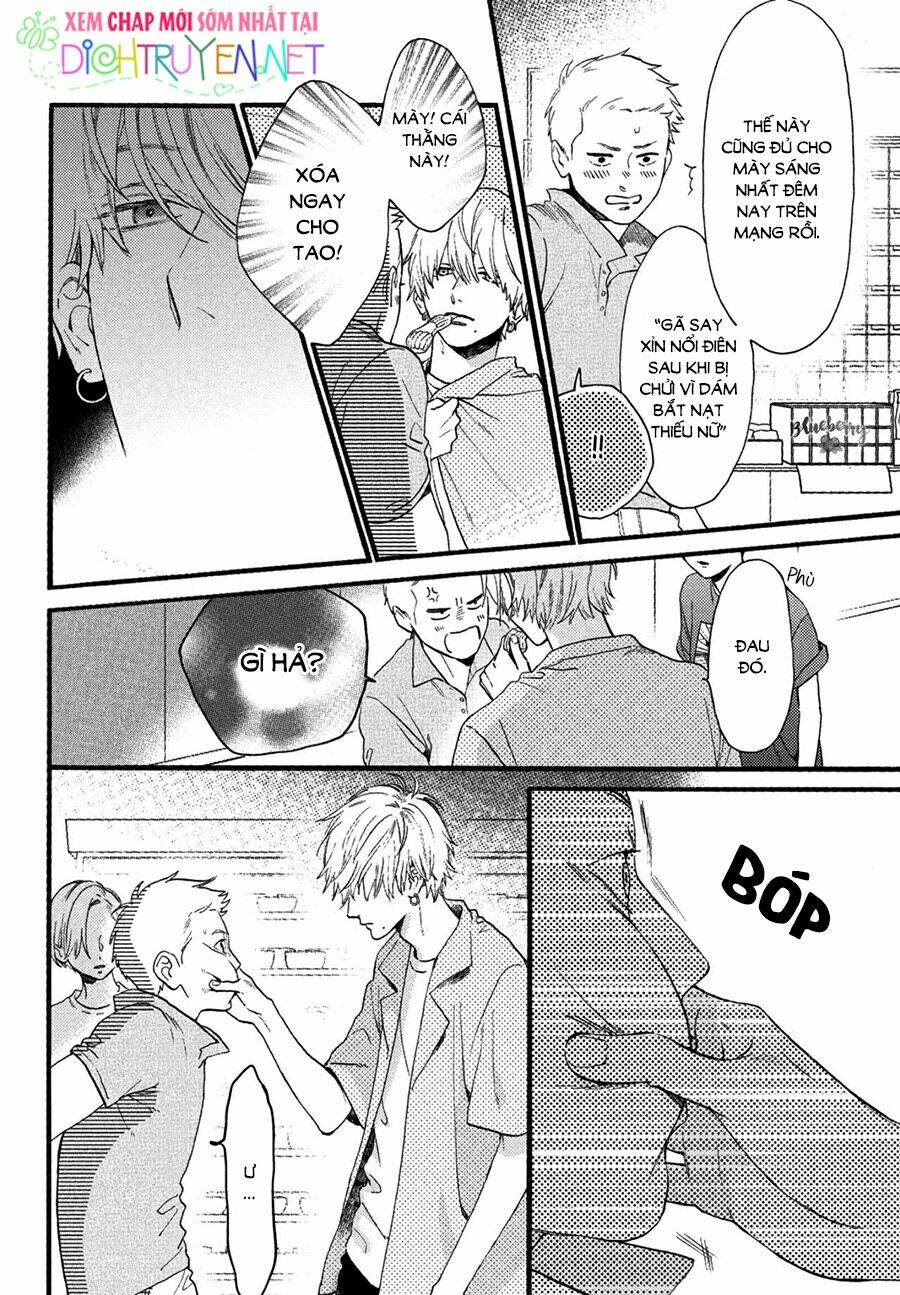 XEM CHAP MỚI SỚM NHẤT TẠI
DICHTRUYEN.NET
THẾ NÀY
CŨNG ĐỦ CHO
MÀY SÁNG
NHẤT ĐÊM
NAY TRÊN
MẠNG RỒI.
“GÃ SAY
XỈN NỔI ĐIÊN
SAU KHI BỊ
CHỬI VÌ DÁM
BẮT NẠT
THIẾU NỮ”
!!
Blueberry
MÀY! CÁI
THẰNG
NÀY!
XÓA
NGAY
CHO
TAO!
Phù
ĐAU
ĐÓ.
GÌ HẢ?
BÓP
Ư
...